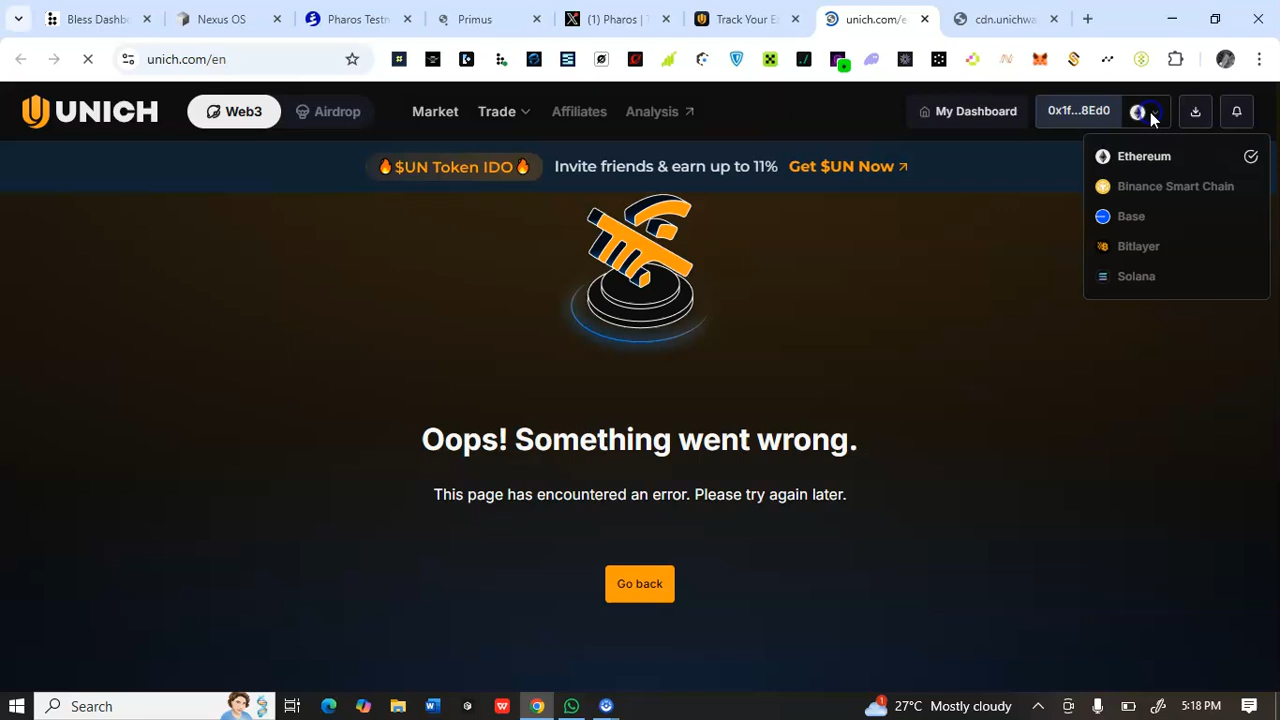 Bless Dashbo
Nexus OS
Pharos Testn
Primus
(1) Pharos | T
Track Your E
unich.com/e
cdn.unichwa
unich.com/en
UNICH
Web3
Airdrop
Market
Trade
Affiliates
Analysis
My Dashboard
0x1f...8Ed0
🔥$UN Token IDO🔥
Invite friends & earn up to 11%
Get $UN Now
Ethereum
Binance Smart Chain
Base
Bitlayer
Solana
Oops! Something went wrong.
This page has encountered an error. Please try again later.
Go back
Search
1
27°C Mostly cloudy
5:18 PM